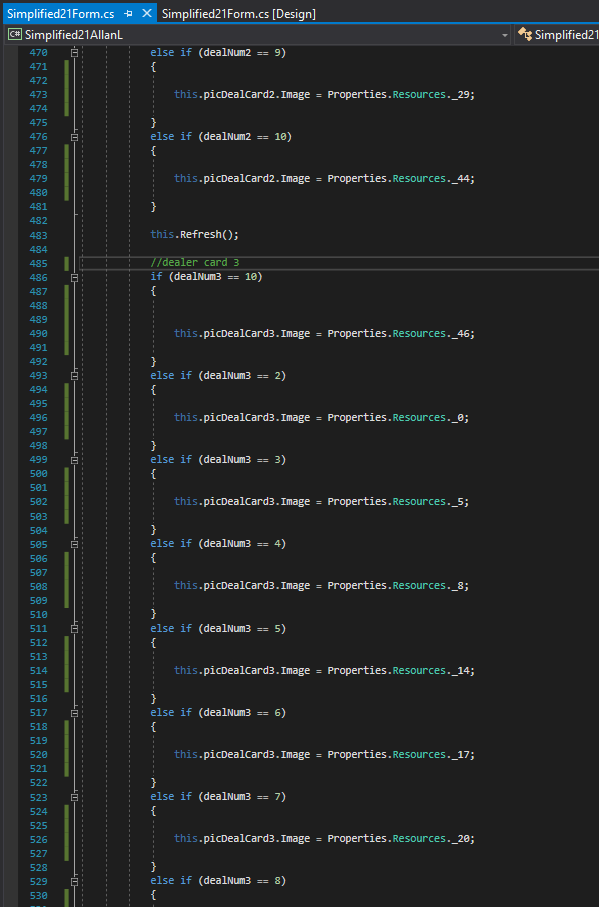 Simplified21Form.cs Simplified21Form.cs [Design]
C# Simplified21AllanL Simplified21
470 else if (dealNum2 == 9)
471 {
472
473 this.picDealCard2.Image = Properties.Resources._29;
474
475 }
476 else if (dealNum2 == 10)
477 {
478
479 this.picDealCard2.Image = Properties.Resources._44;
480
481 }
482
483 this.Refresh();
484
485 //dealer card 3
486 if (dealNum3 == 10)
487 {
488
489
490 this.picDealCard3.Image = Properties.Resources._46;
491
492 }
493 else if (dealNum3 == 2)
494 {
495
496 this.picDealCard3.Image = Properties.Resources._0;
497
498 }
499 else if (dealNum3 == 3)
500 {
501
502 this.picDealCard3.Image = Properties.Resources._5;
503
504 }
505 else if (dealNum3 == 4)
506 {
507
508 this.picDealCard3.Image = Properties.Resources._8;
509
510 }
511 else if (dealNum3 == 5)
512 {
513
514 this.picDealCard3.Image = Properties.Resources._14;
515
516 }
517 else if (dealNum3 == 6)
518 {
519
520 this.picDealCard3.Image = Properties.Resources._17;
521
522 }
523 else if (dealNum3 == 7)
524 {
525
526 this.picDealCard3.Image = Properties.Resources._20;
527
528 }
529 else if (dealNum3 == 8)
530 {